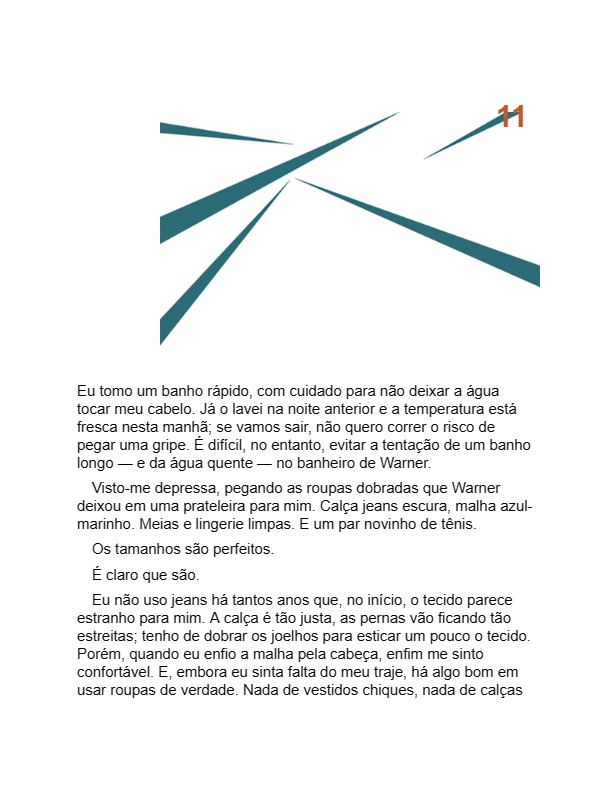 11
Eu tomo um banho rápido, com cuidado para não deixar a água
tocar meu cabelo. Já o lavei na noite anterior e a temperatura está
fresca nesta manhã; se vamos sair, não quero correr o risco de
pegar uma gripe. É difícil, no entanto, evitar a tentação de um banho
longo — e da água quente — no banheiro de Warner.
Visto-me depressa, pegando as roupas dobradas que Warner
deixou em uma prateleira para mim. Calça jeans escura, malha azul-
marinho. Meias e lingerie limpas. E um par novinho de tênis.
Os tamanhos são perfeitos.
É claro que são.
Eu não uso jeans há tantos anos que, no início, o tecido parece
estranho para mim. A calça é tão justa, as pernas vão ficando tão
estreitas; tenho de dobrar os joelhos para esticar um pouco o tecido.
Porém, quando eu enfio a malha pela cabeça, enfim me sinto
confortável. E, embora eu sinta falta do meu traje, há algo bom em
usar roupas de verdade. Nada de vestidos chiques, nada de calças